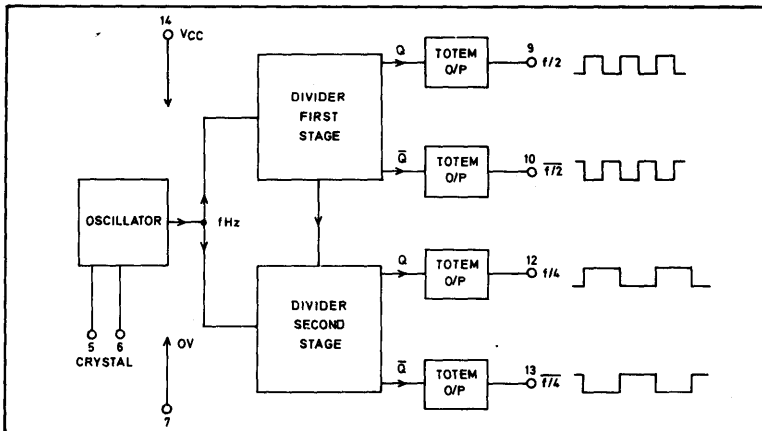 14
VCC
Q
TOTEM
O/P
9
f/2
DIVIDER
FIRST
STAGE
Q̅
TOTEM
O/P
10
f/2
OSCILLATOR
fHz
Q
TOTEM
O/P
12
f/4
DIVIDER
SECOND
STAGE
5
6
CRYSTAL
OV
Q̅
TOTEM
O/P
13
f/4
7